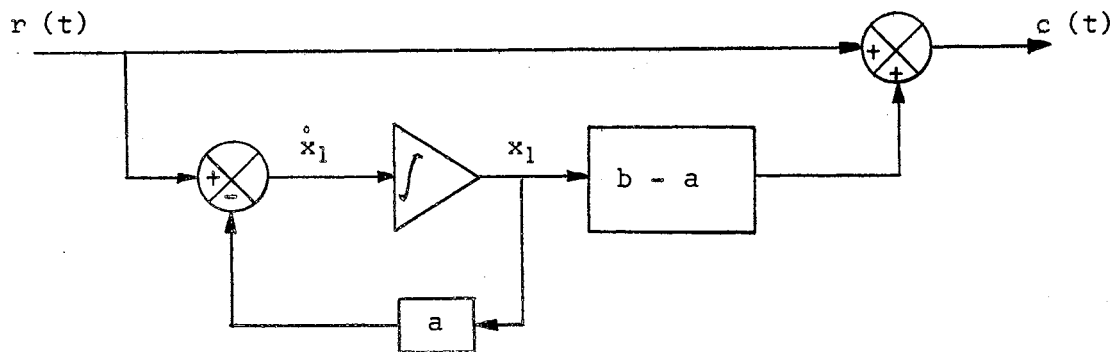 r (t)
c (t)
+
+
+
-
ẋ1
∫
x1
b - a
a